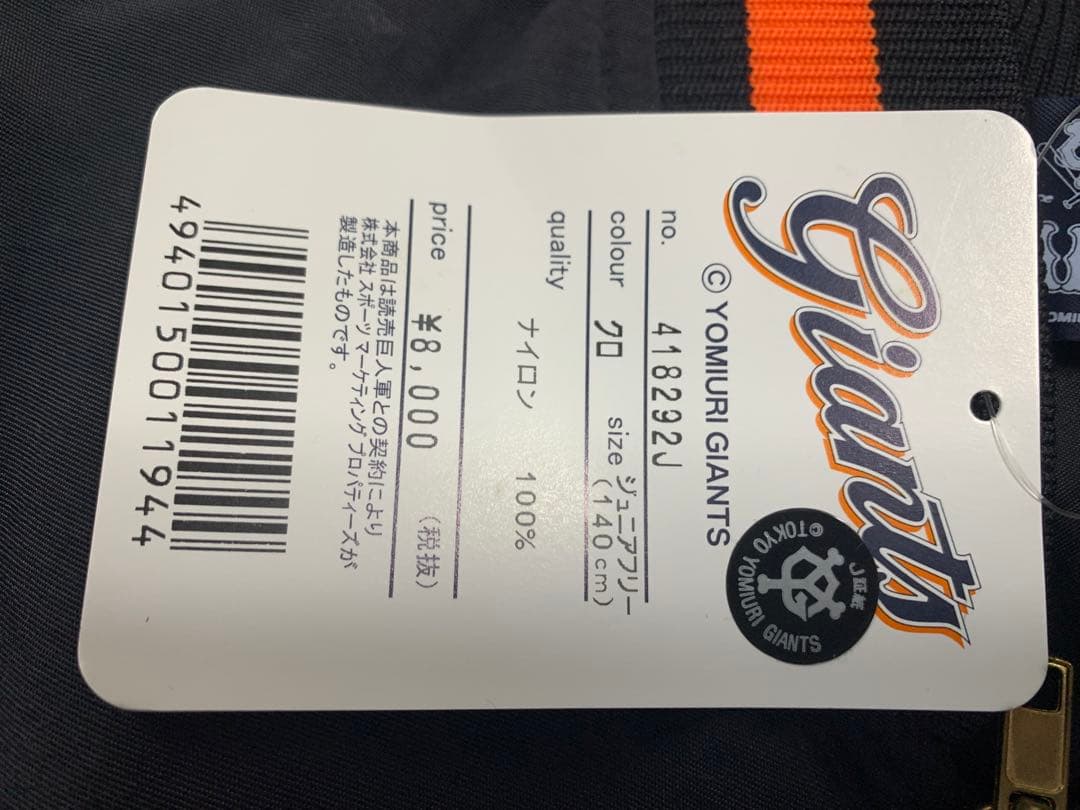 Giants
© YOMIURI GIANTS
J証紙
©TOKYO YOMIURI GIANTS
no. 418292J
colour クロ size ジュニアフリー
(140cm)
quality
ナイロン 100%
price ¥8,000 (税抜)
本商品は読売巨人軍との契約により
株式会社 スポーツ マーケティング プロパティーズが
製造したものです。
4940150011944